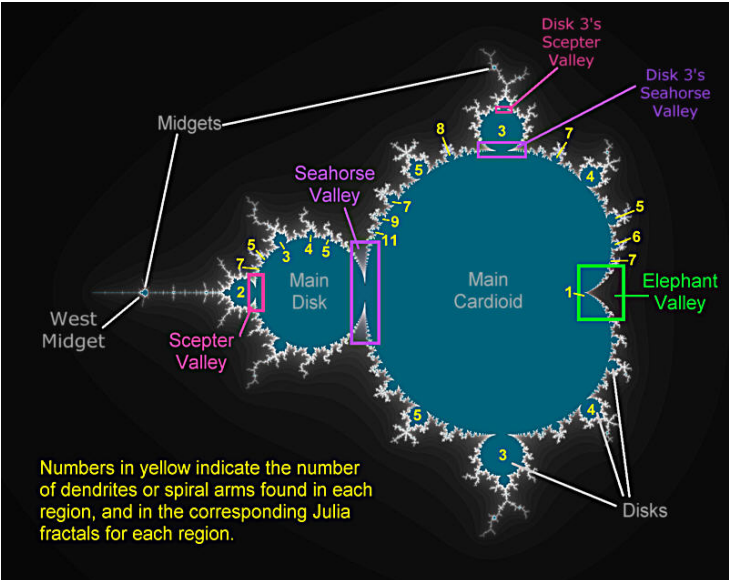 Disk 3's
Scepter
Valley
Disk 3's
Seahorse
Valley
Midgets
8
3
7
5
4
Seahorse
Valley
7
9
11
5
6
7
5
3
4
5
7
2
Main
Disk
Main
Cardioid
1
Elephant
Valley
West
Midget
Scepter
Valley
5
4
3
Numbers in yellow indicate the number
of dendrites or spiral arms found in each
region, and in the corresponding Julia
fractals for each region.
Disks